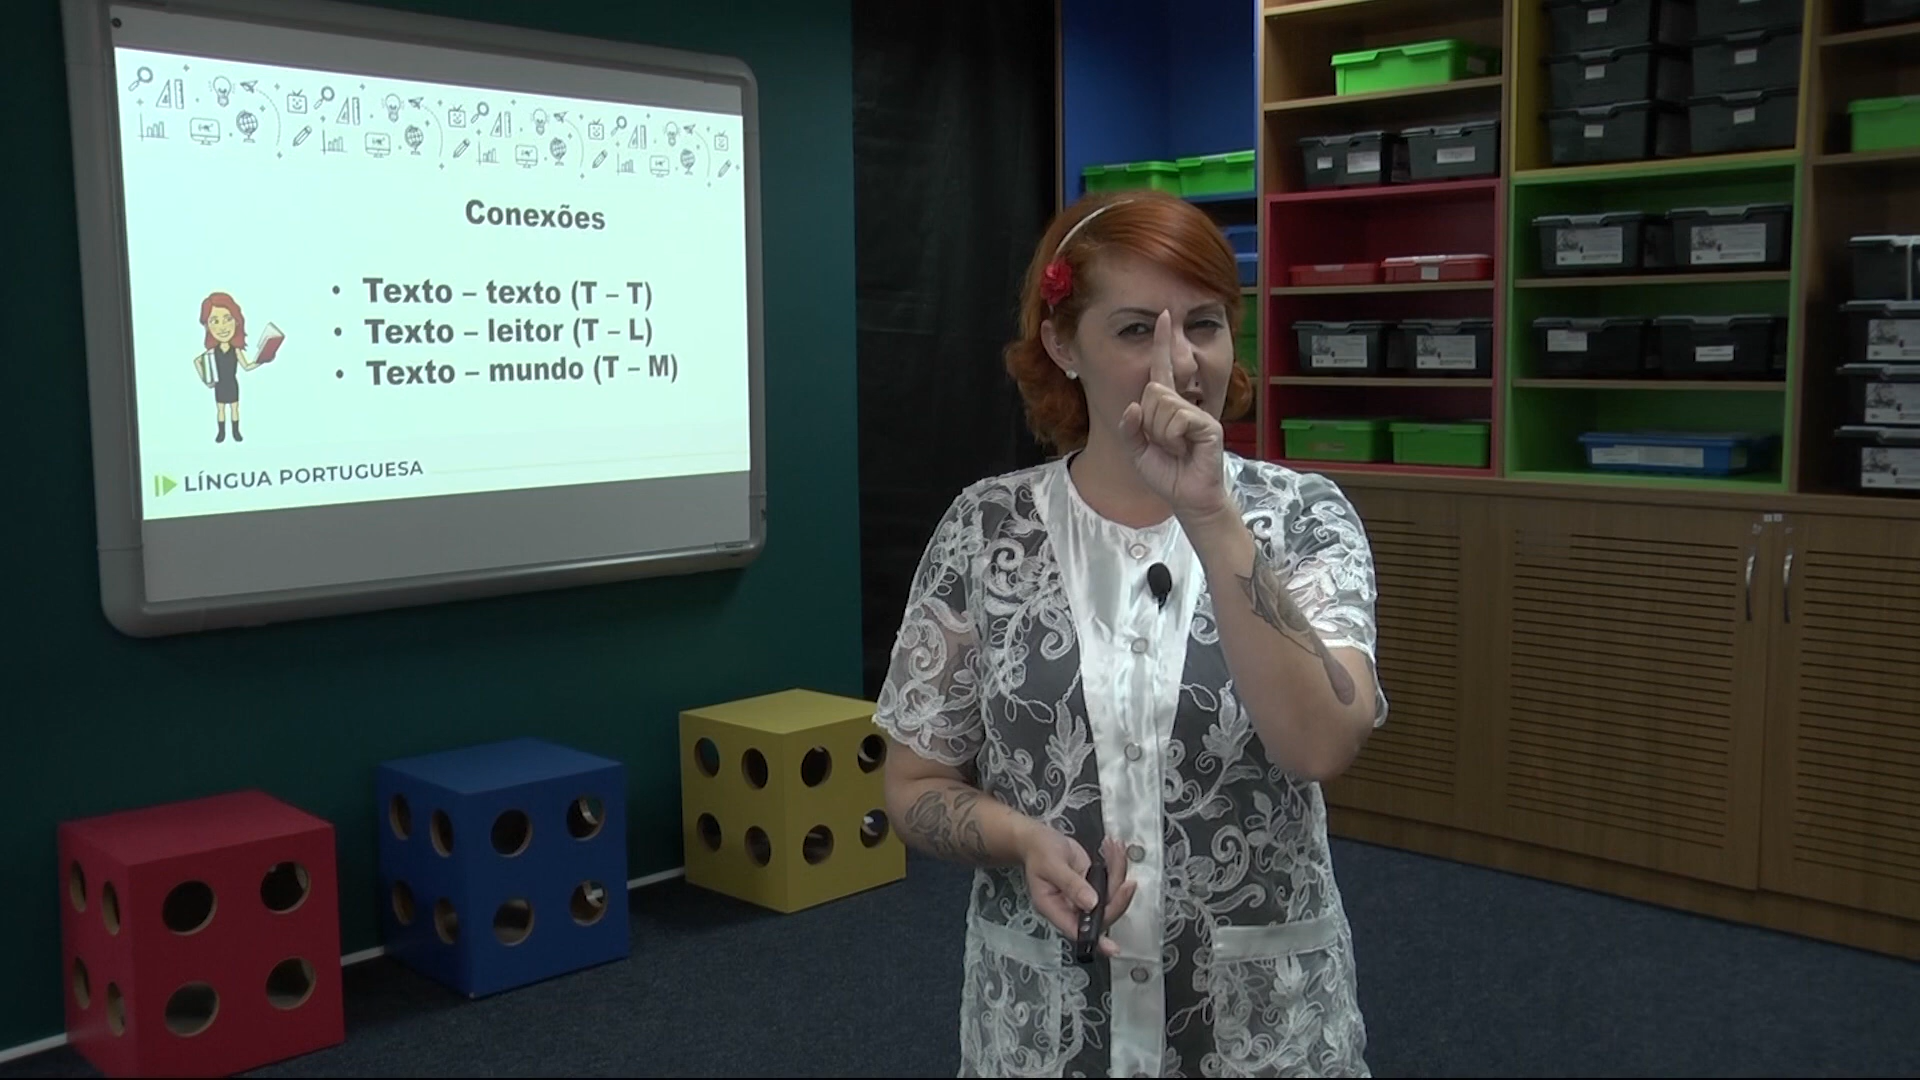 Conexões
• Texto – texto (T – T)
• Texto – leitor (T – L)
• Texto – mundo (T – M)
LÍNGUA PORTUGUESA